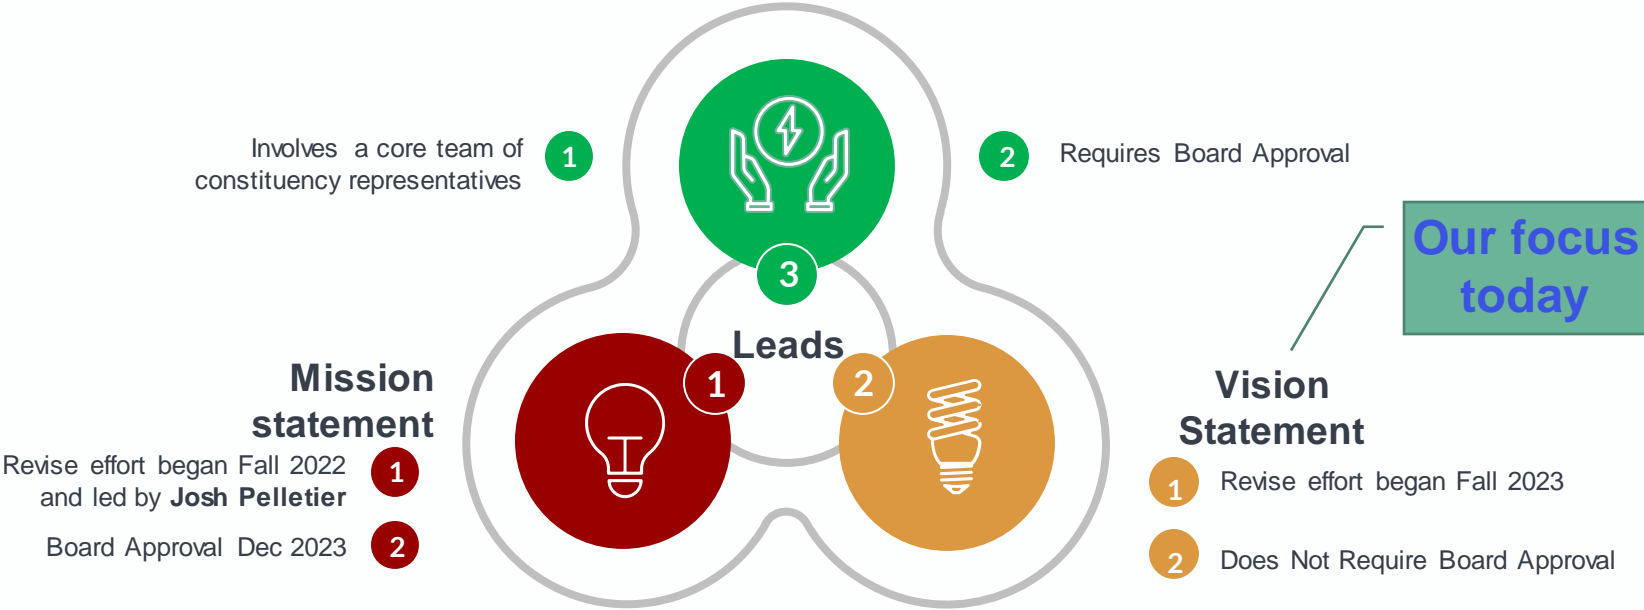 Involves a core team of
constituency representatives
1
2
Requires Board Approval
Our focus
today
3
Leads
1
2
Mission
statement
Revise effort began Fall 2022
and led by Josh Pelletier
1
Board Approval Dec 2023
2
Vision
Statement
1
Revise effort began Fall 2023
2
Does Not Require Board Approval